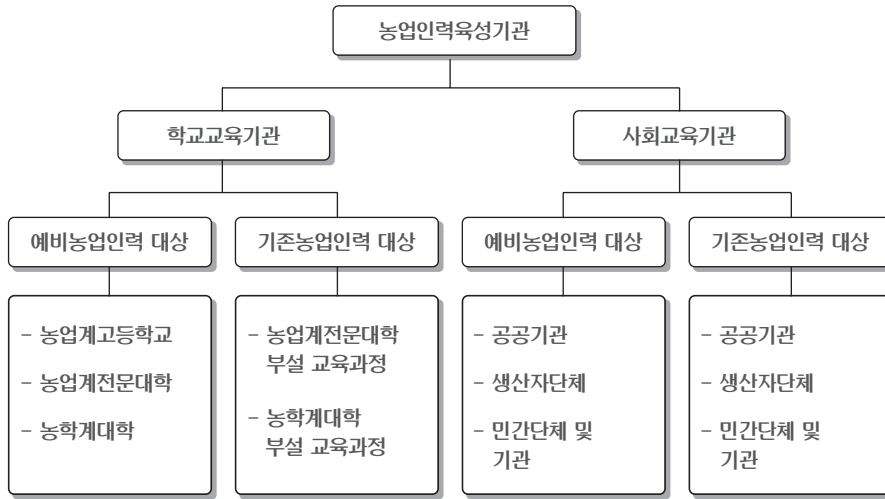 농업인력육성기관
학교교육기관
사회교육기관
예비농업인력 대상
기존농업인력 대상
예비농업인력 대상
기존농업인력 대상
- 농업계고등학교
- 농업계전문대학
- 농학계대학
- 농업계전문대학
부설 교육과정
- 농학계대학
부설 교육과정
- 공공기관
- 생산자단체
- 민간단체 및
기관
- 공공기관
- 생산자단체
- 민간단체 및
기관